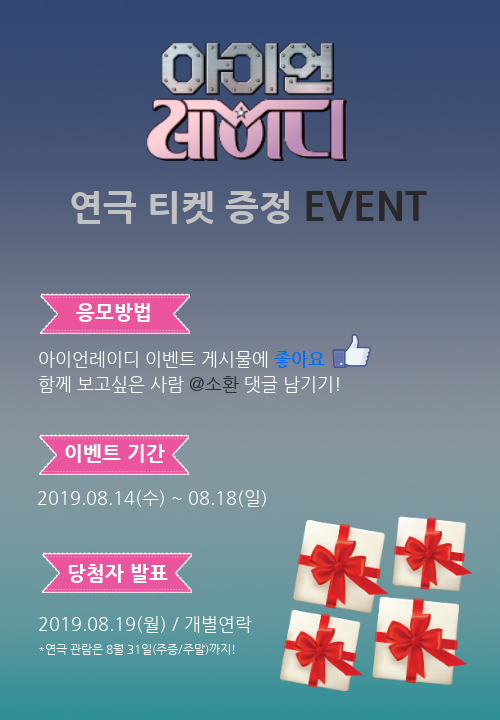 아이언
레이디
연극 티켓 증정 EVENT
응모방법
아이언레이디 이벤트 게시물에 좋아요
함께 보고싶은 사람 @소환 댓글 남기기!
이벤트 기간
2019.08.14(수) ~ 08.18(일)
당첨자 발표
2019.08.19(월) / 개별연락
*연극 관람은 8월 31일(주중/주말)까지!